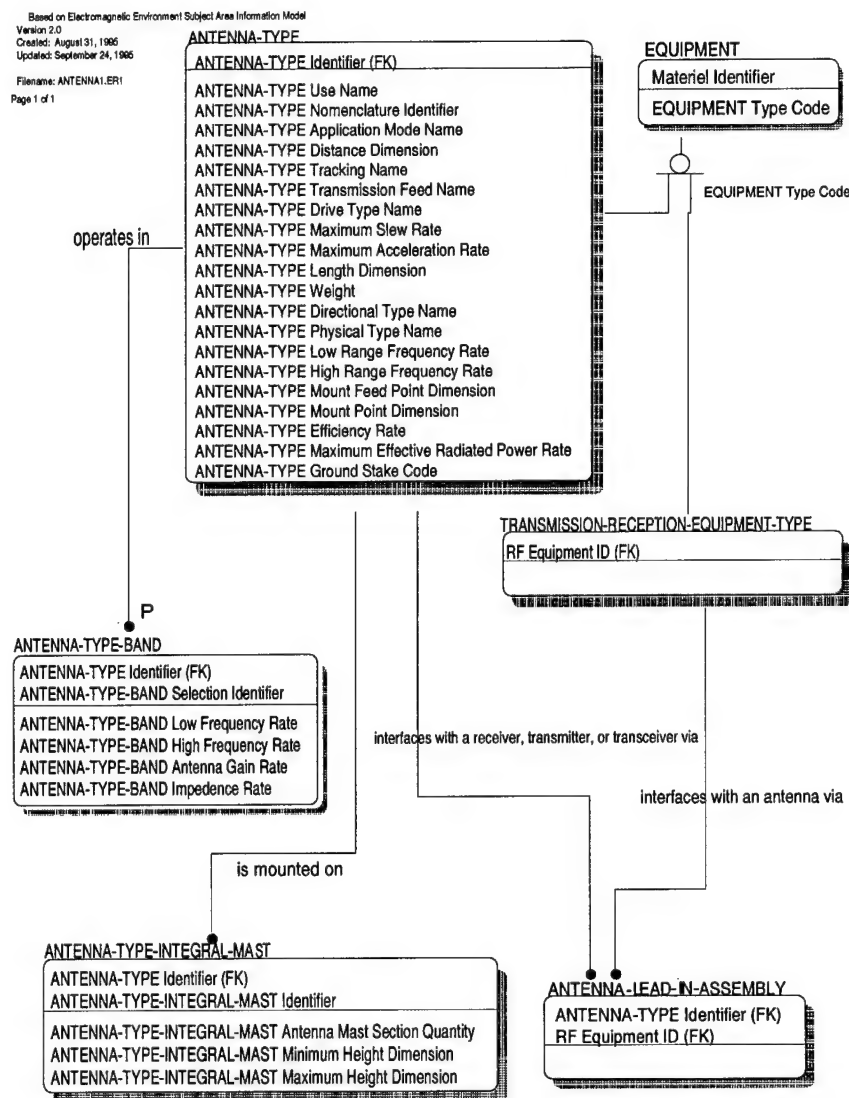 Based on Electromagnetic Environment Subject Area Information Model
Version 2.0
Created: August 31, 1995
Updated: September 24, 1995
Filename: ANTENNA1.ER1
Page 1 of 1
ANTENNA-TYPE
ANTENNA-TYPE Identifier (FK)
ANTENNA-TYPE Use Name
ANTENNA-TYPE Nomenclature Identifier
ANTENNA-TYPE Application Mode Name
ANTENNA-TYPE Distance Dimension
ANTENNA-TYPE Tracking Name
ANTENNA-TYPE Transmission Feed Name
ANTENNA-TYPE Drive Type Name
ANTENNA-TYPE Maximum Slew Rate
ANTENNA-TYPE Maximum Acceleration Rate
ANTENNA-TYPE Length Dimension
ANTENNA-TYPE Weight
ANTENNA-TYPE Directional Type Name
ANTENNA-TYPE Physical Type Name
ANTENNA-TYPE Low Range Frequency Rate
ANTENNA-TYPE High Range Frequency Rate
ANTENNA-TYPE Mount Feed Point Dimension
ANTENNA-TYPE Mount Point Dimension
ANTENNA-TYPE Efficiency Rate
ANTENNA-TYPE Maximum Effective Radiated Power Rate
ANTENNA-TYPE Ground Stake Code
EQUIPMENT
Materiel Identifier
EQUIPMENT Type Code
EQUIPMENT Type Code
operates in
P
TRANSMISSION-RECEPTION-EQUIPMENT-TYPE
RF Equipment ID (FK)
ANTENNA-TYPE-BAND
ANTENNA-TYPE Identifier (FK)
ANTENNA-TYPE-BAND Selection Identifier
ANTENNA-TYPE-BAND Low Frequency Rate
ANTENNA-TYPE-BAND High Frequency Rate
ANTENNA-TYPE-BAND Antenna Gain Rate
ANTENNA-TYPE-BAND Impedence Rate
interfaces with a receiver, transmitter, or transceiver via
interfaces with an antenna via
is mounted on
ANTENNA-TYPE-INTEGRAL-MAST
ANTENNA-TYPE Identifier (FK)
ANTENNA-TYPE-INTEGRAL-MAST Identifier
ANTENNA-TYPE-INTEGRAL-MAST Antenna Mast Section Quantity
ANTENNA-TYPE-INTEGRAL-MAST Minimum Height Dimension
ANTENNA-TYPE-INTEGRAL-MAST Maximum Height Dimension
ANTENNA-LEAD-IN-ASSEMBLY
ANTENNA-TYPE Identifier (FK)
RF Equipment ID (FK)